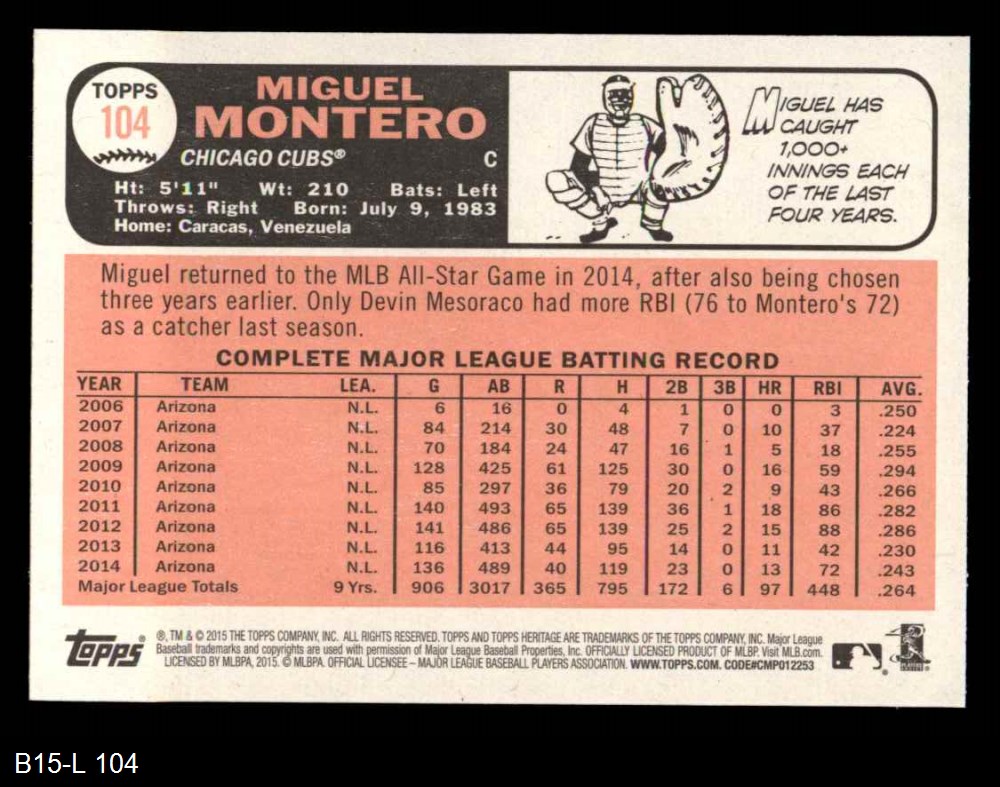 TOPPS
104
MIGUEL
MONTERO
CHICAGO CUBS® C
Ht: 5'11" Wt: 210 Bats: Left
Throws: Right Born: July 9, 1983
Home: Caracas, Venezuela
MIGUEL HAS
CAUGHT
1,000+
INNINGS EACH
OF THE LAST
FOUR YEARS.
Miguel returned to the MLB All-Star Game in 2014, after also being chosen
three years earlier. Only Devin Mesoraco had more RBI (76 to Montero's 72)
as a catcher last season.
COMPLETE MAJOR LEAGUE BATTING RECORD
YEAR TEAM LEA. G AB R H 2B 3B HR RBI AVG.
2006 Arizona N.L. 6 16 0 4 1 0 0 3 .250
2007 Arizona N.L. 84 214 30 48 7 0 10 37 .224
2008 Arizona N.L. 70 184 24 47 16 1 5 18 .255
2009 Arizona N.L. 128 425 61 125 30 0 16 59 .294
2010 Arizona N.L. 85 297 36 79 20 2 9 43 .266
2011 Arizona N.L. 140 493 65 139 36 1 18 86 .282
2012 Arizona N.L. 141 486 65 139 25 2 15 88 .286
2013 Arizona N.L. 116 413 44 95 14 0 11 42 .230
2014 Arizona N.L. 136 489 40 119 23 0 13 72 .243
Major League Totals 9 Yrs. 906 3017 365 795 172 6 97 448 .264
topps
®, TM & © 2015 THE TOPPS COMPANY, INC. ALL RIGHTS RESERVED. TOPPS AND TOPPS HERITAGE ARE TRADEMARKS OF THE TOPPS COMPANY, INC. Major League
Baseball trademarks and copyrights are used with permission of Major League Baseball Properties, Inc. OFFICIALLY LICENSED PRODUCT OF MLBP. Visit MLB.com.
LICENSED BY MLBPA, 2015. © MLBPA. OFFICIAL LICENSEE – MAJOR LEAGUE BASEBALL PLAYERS ASSOCIATION. WWW.TOPPS.COM. CODE#CMP012253
B15-L 104